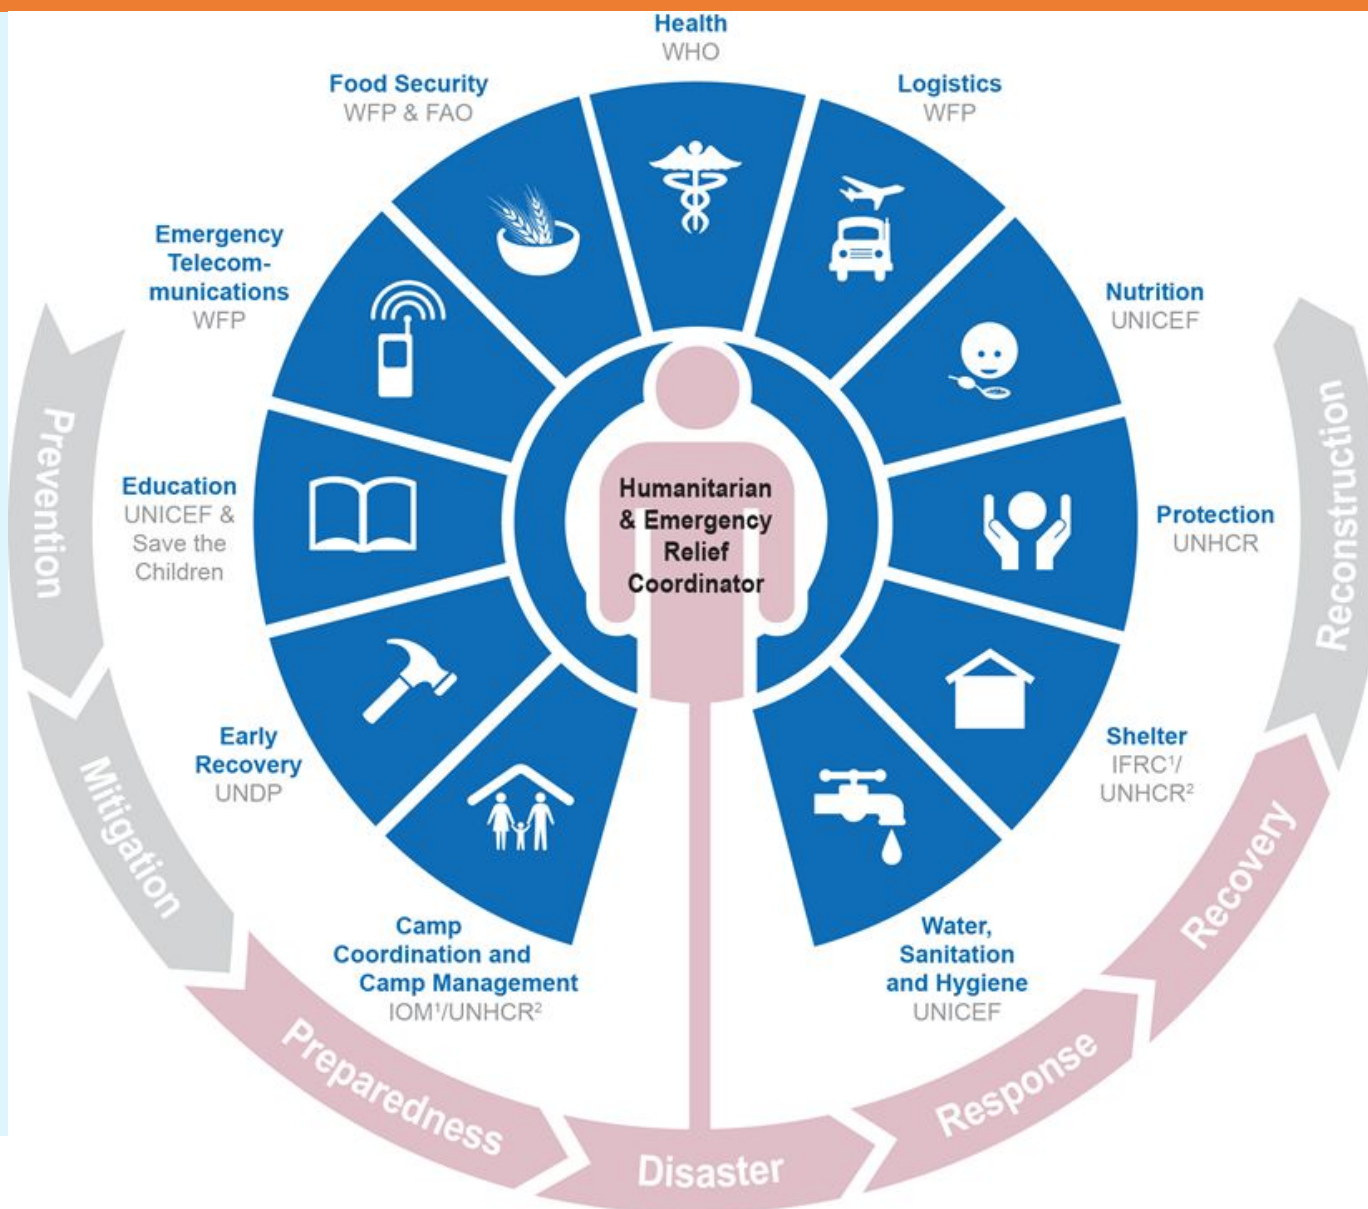 Health
WHO
Food Security
WFP & FAO
Logistics
WFP
Emergency
Telecom-
munications
WFP
Nutrition
UNICEF
Education
UNICEF &
Save the
Children
Humanitarian
& Emergency
Relief
Coordinator
Protection
UNHCR
Early
Recovery
UNDP
Shelter
IFRC¹/
UNHCR²
Camp
Coordination and
Camp Management
IOM¹/UNHCR²
Water,
Sanitation
and Hygiene
UNICEF
Prevention
Mitigation
Preparedness
Disaster
Response
Recovery
Reconstruction